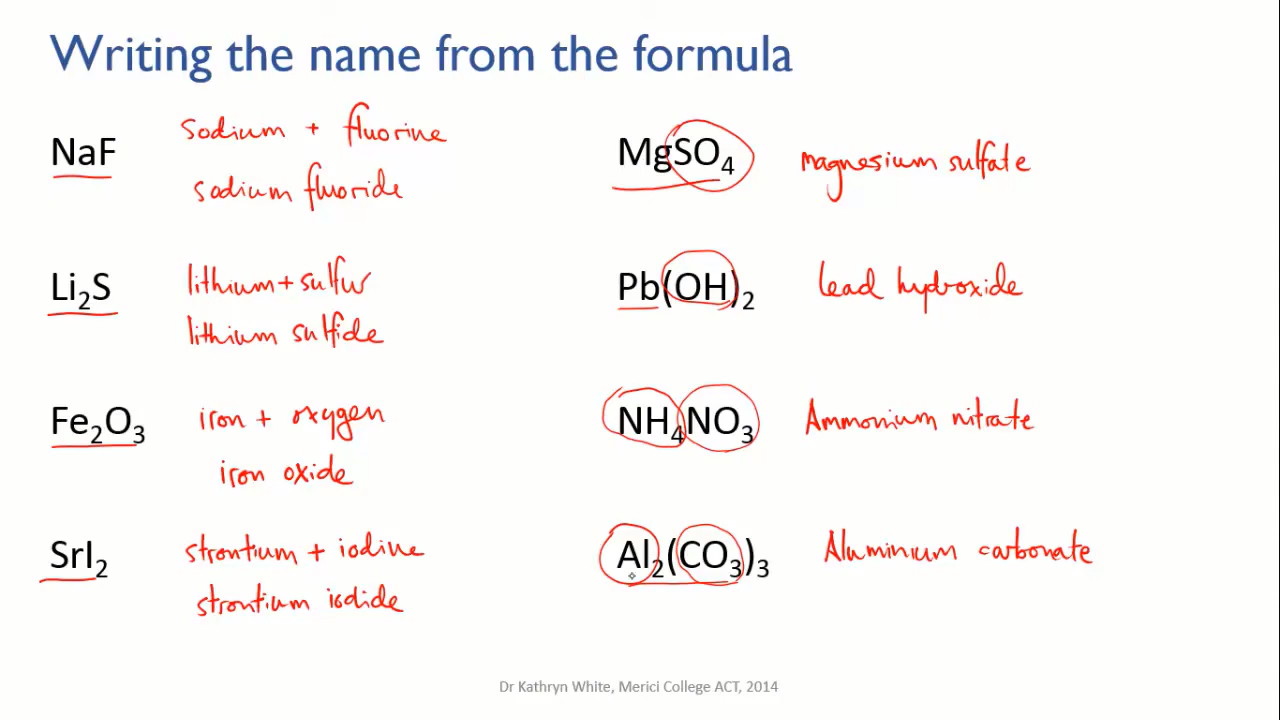 Writing the name from the formula
NaF
sodium + fluorine
sodium fluoride
Li₂S
lithium + sulfur
lithium sulfide
Fe₂O₃
iron + oxygen
iron oxide
SrI₂
strontium + iodine
strontium iodide
MgSO₄
magnesium sulfate
Pb(OH)₂
lead hydroxide
NH₄NO₃
Ammonium nitrate
Al₂(CO₃)₃
Aluminium carbonate
Dr Kathryn White, Merici College ACT, 2014